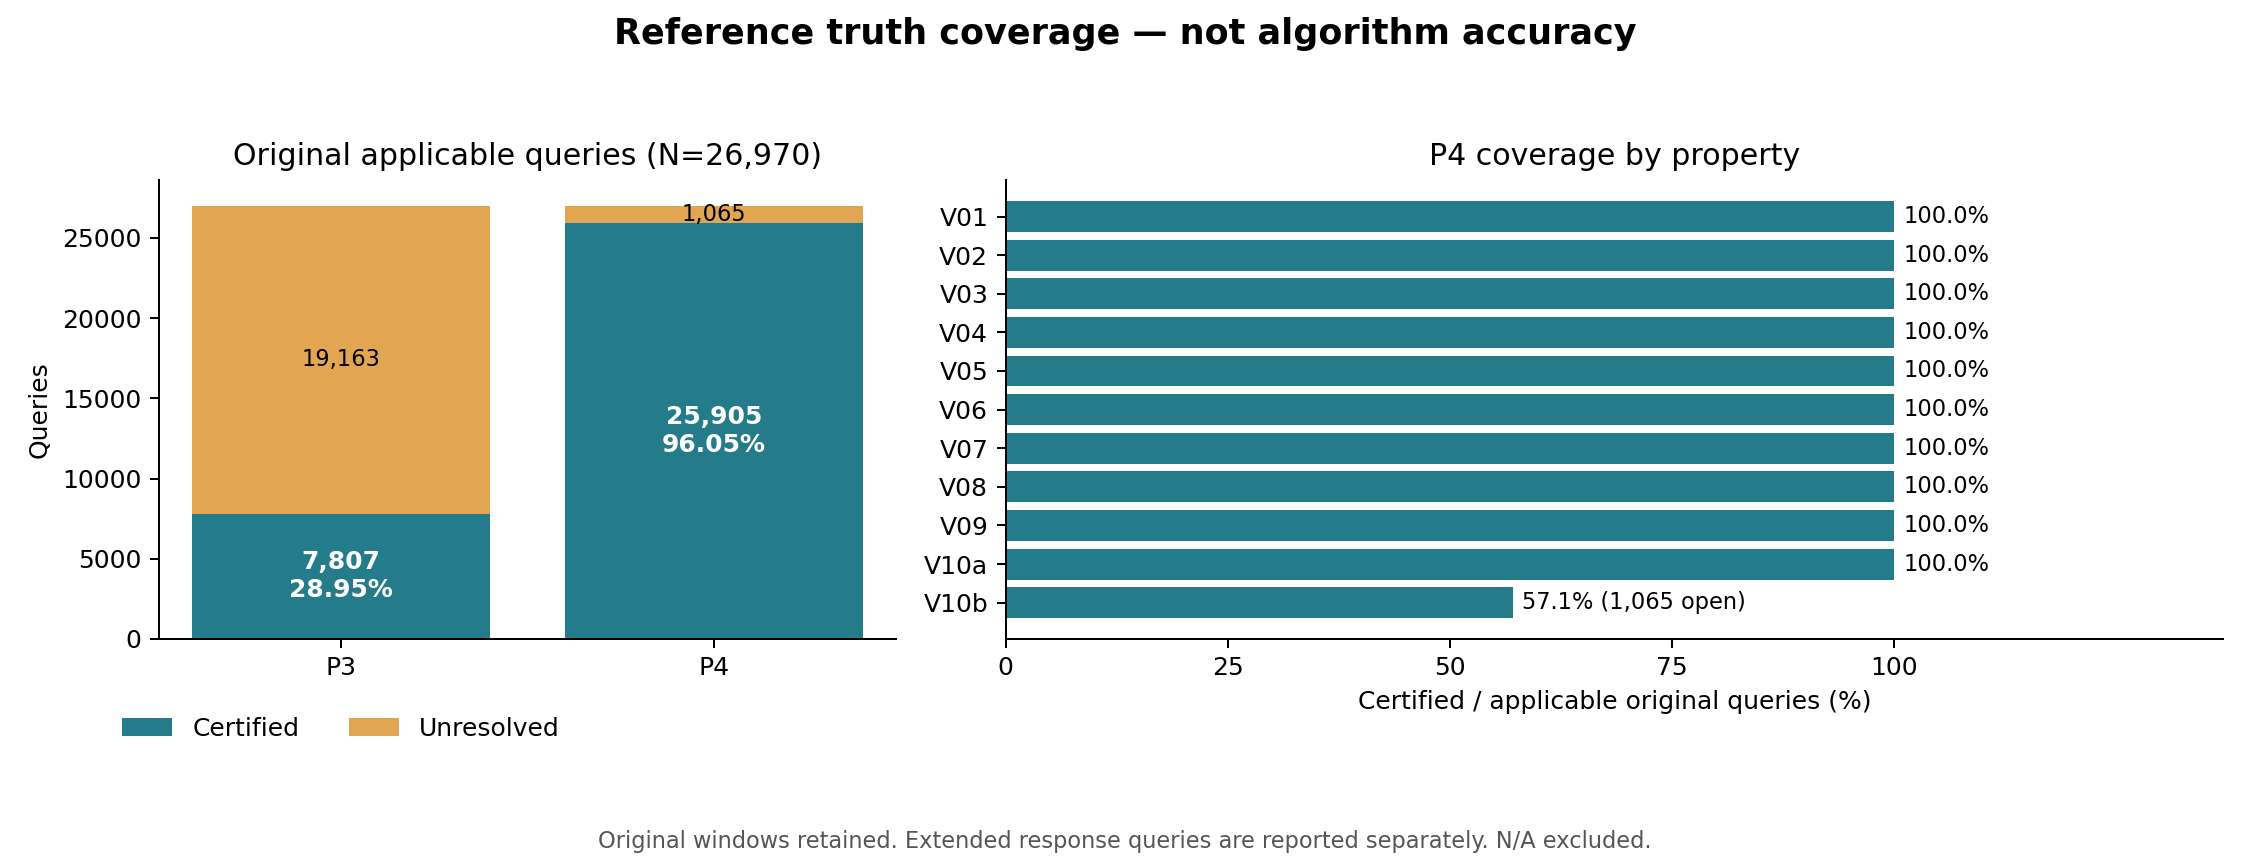 Reference truth coverage — not algorithm accuracy
Original applicable queries (N=26,970)
Queries
25000
20000
15000
10000
5000
0
19,163
7,807
28.95%
1,065
25,905
96.05%
P3
P4
Certified
Unresolved
P4 coverage by property
V01
100.0%
V02
100.0%
V03
100.0%
V04
100.0%
V05
100.0%
V06
100.0%
V07
100.0%
V08
100.0%
V09
100.0%
V10a
100.0%
V10b
57.1% (1,065 open)
0
25
50
75
100
Certified / applicable original queries (%)
Original windows retained. Extended response queries are reported separately. N/A excluded.